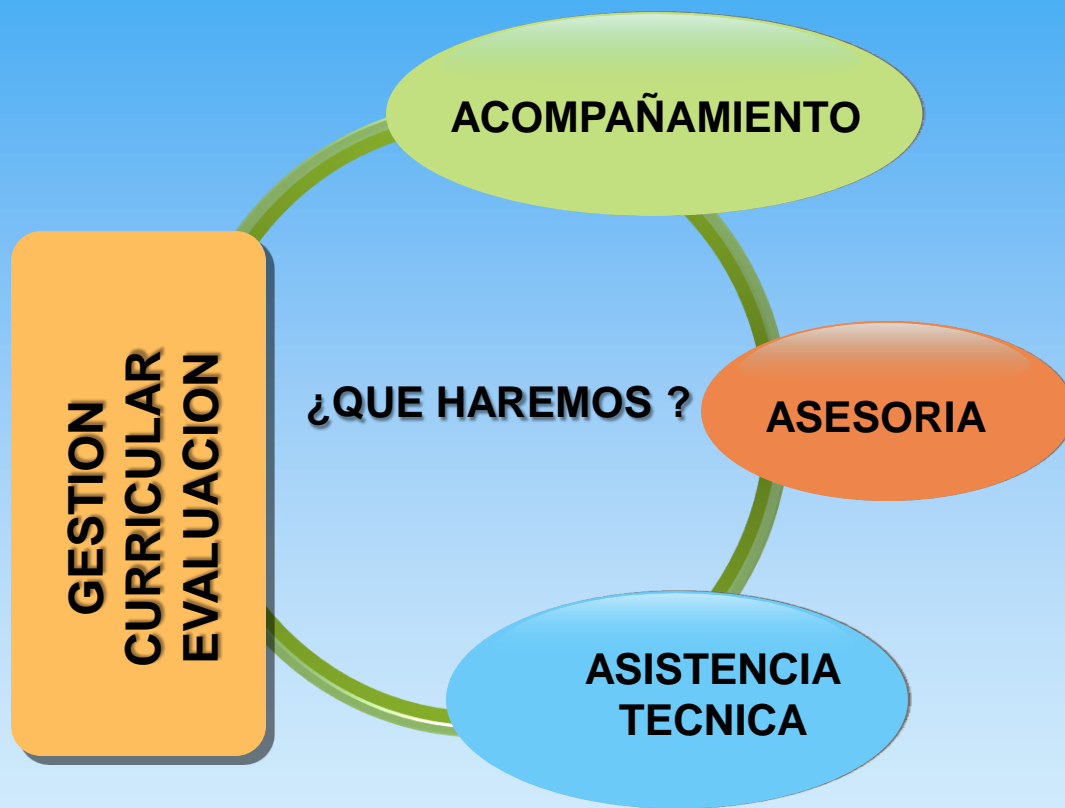 ACOMPAÑAMIENTO
GESTION
CURRICULAR
EVALUACION
¿QUE HAREMOS ?
ASESORIA
ASISTENCIA
TECNICA